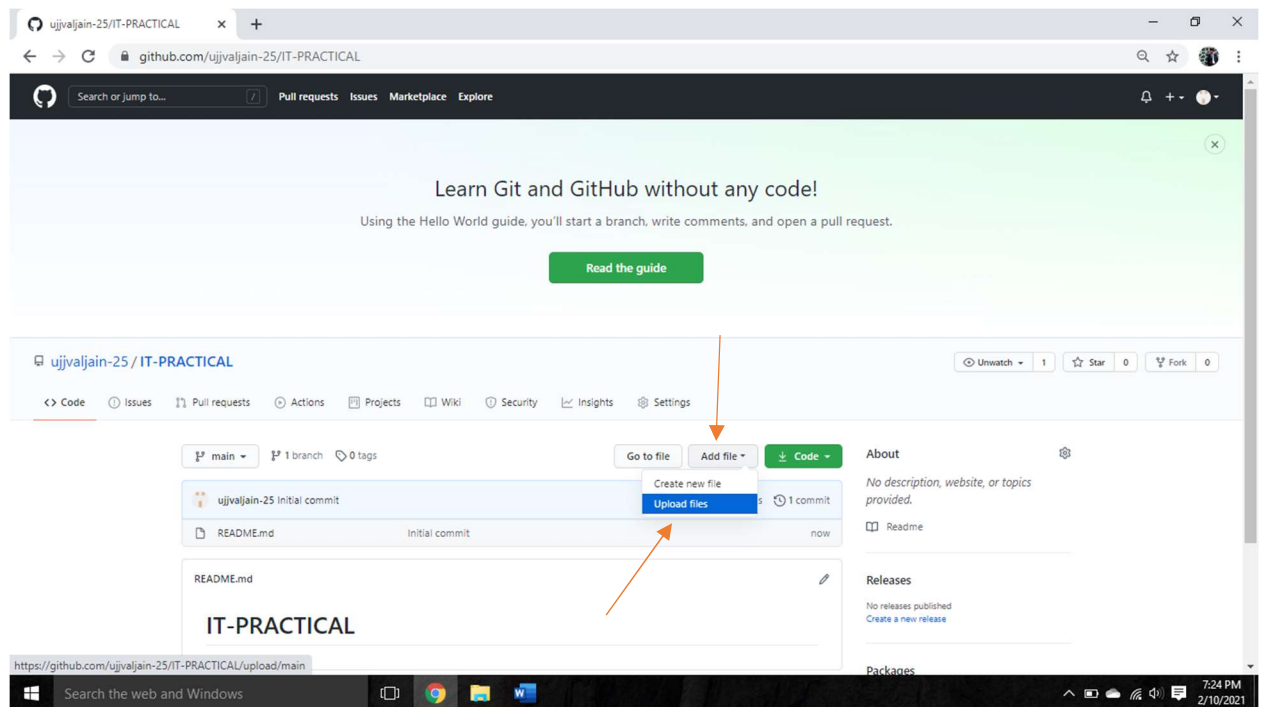 ujjvaljain-25/IT-PRACTICAL
github.com/ujjvaljain-25/IT-PRACTICAL
Search or jump to... / Pull requests Issues Marketplace Explore
Learn Git and GitHub without any code!
Using the Hello World guide, you'll start a branch, write comments, and open a pull request.
Read the guide
ujjvaljain-25 / IT-PRACTICAL
Unwatch 1 Star 0 Fork 0
Code Issues Pull requests Actions Projects Wiki Security Insights Settings
main 1 branch 0 tags Go to file Add file Code
Create new file
Upload files
ujjvaljain-25 Initial commit 1 commit
README.md Initial commit now
README.md
IT-PRACTICAL
About
No description, website, or topics
provided.
Readme
Releases
No releases published
Create a new release
Packages
https://github.com/ujjvaljain-25/IT-PRACTICAL/upload/main
Search the web and Windows
7:24 PM
2/10/2021